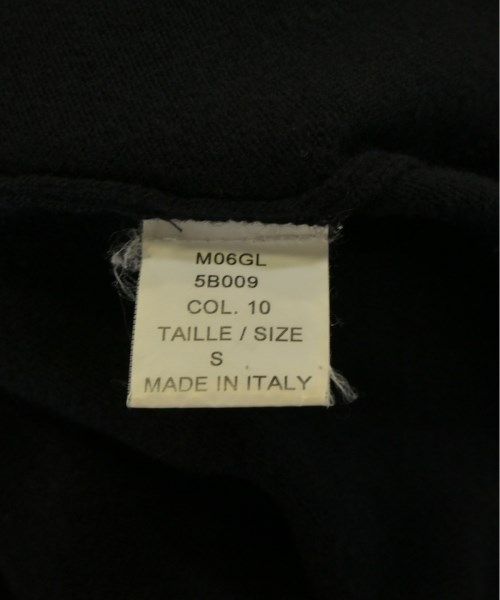 M06GL
5B009
COL. 10
TAILLE / SIZE
S
MADE IN ITALY